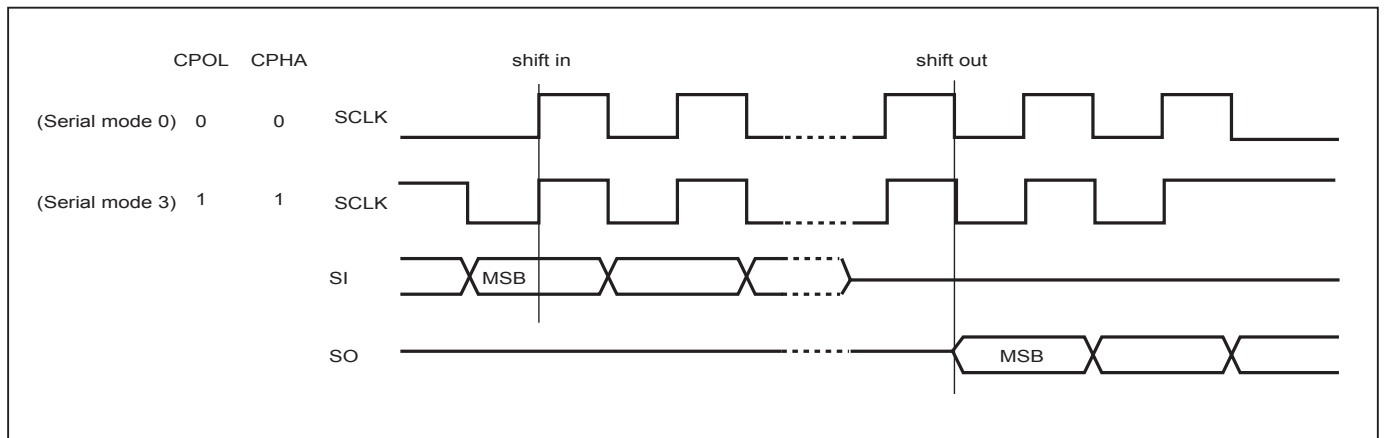 CPOL CPHA shift in shift out
(Serial mode 0) 0 0 SCLK
(Serial mode 3) 1 1 SCLK
SI MSB
SO MSB